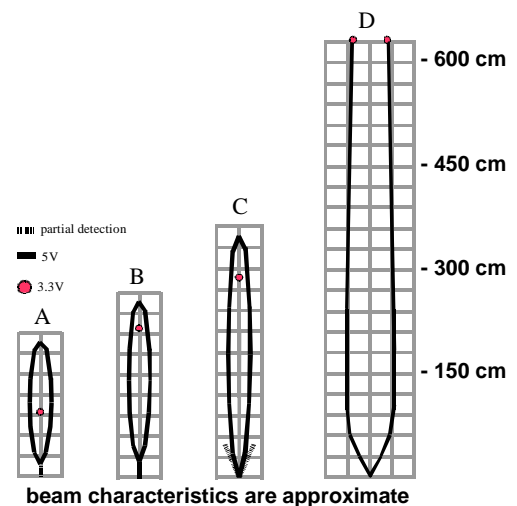 D
- 600 cm
- 450 cm
C
partial detection
5V
- 300 cm
B
3.3V
A
- 150 cm
beam characteristics are approximate